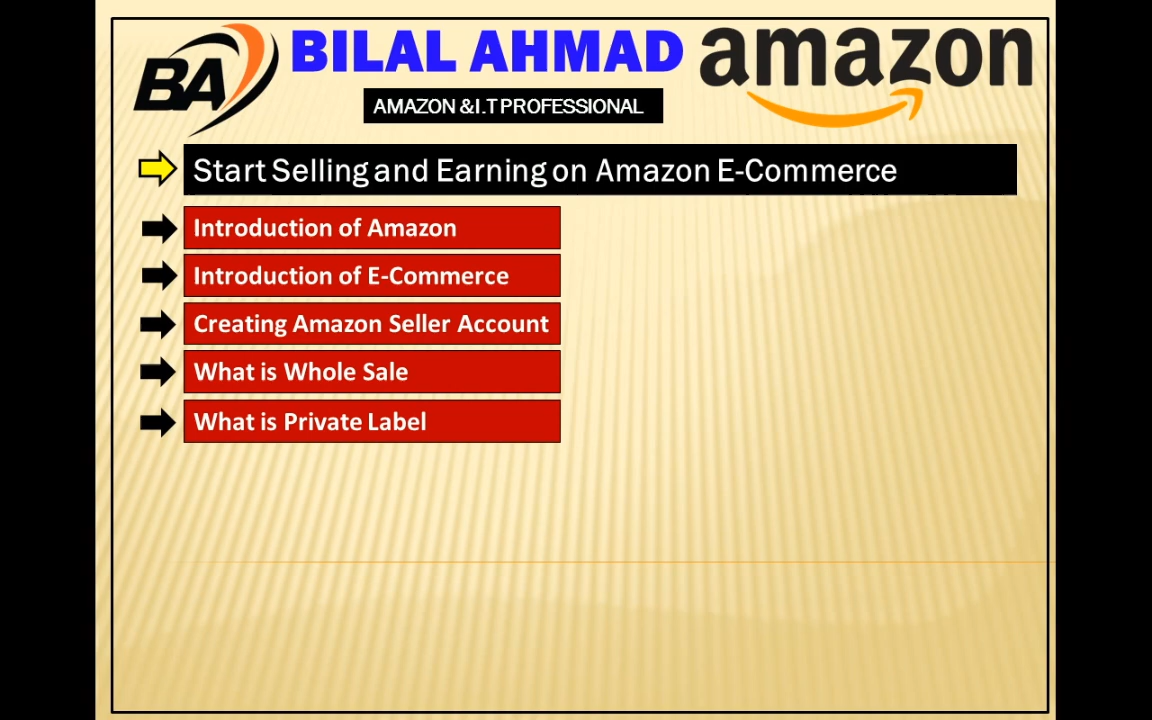 BA
BILAL AHMAD
amazon
AMAZON & I.T PROFESSIONAL
Start Selling and Earning on Amazon E-Commerce
Introduction of Amazon
Introduction of E-Commerce
Creating Amazon Seller Account
What is Whole Sale
What is Private Label